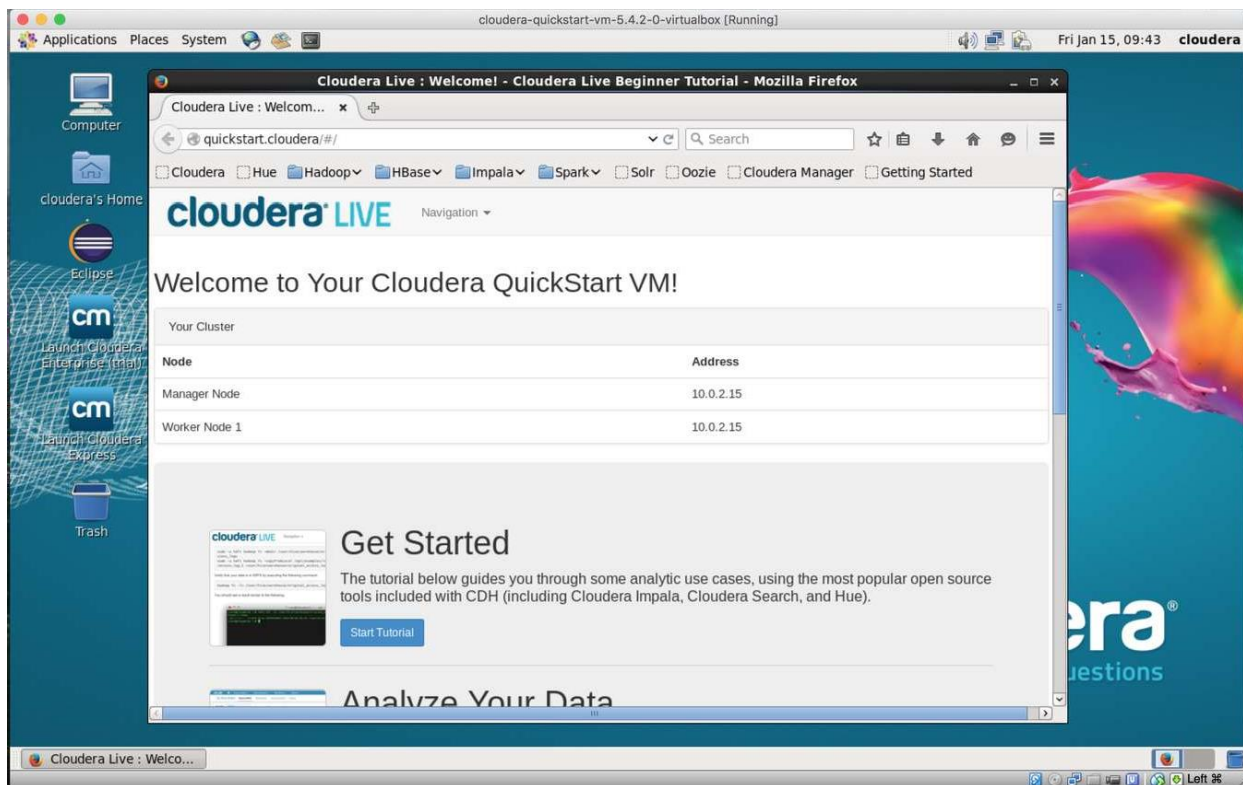 cloudera-quickstart-vm-5.4.2-0-virtualbox [Running]
Applications Places System
Fri Jan 15, 09:43 cloudera
Computer
cloudera's Home
Eclipse
cm
Launch Cloudera
Enterprise (trial)
cm
Launch Cloudera
Express
Trash
Cloudera Live : Welcome! - Cloudera Live Beginner Tutorial - Mozilla Firefox
Cloudera Live : Welcom...
quickstart.cloudera/#/
Search
Cloudera Hue Hadoop HBase Impala Spark Solr Oozie Cloudera Manager Getting Started
cloudera LIVE Navigation
Welcome to Your Cloudera QuickStart VM!
Your Cluster
Node Address
Manager Node 10.0.2.15
Worker Node 1 10.0.2.15
cloudera LIVE
Get Started
The tutorial below guides you through some analytic use cases, using the most popular open source
tools included with CDH (including Cloudera Impala, Cloudera Search, and Hue).
Start Tutorial
Analyze Your Data
era®
uestions
Cloudera Live : Welco...
Left ⌘